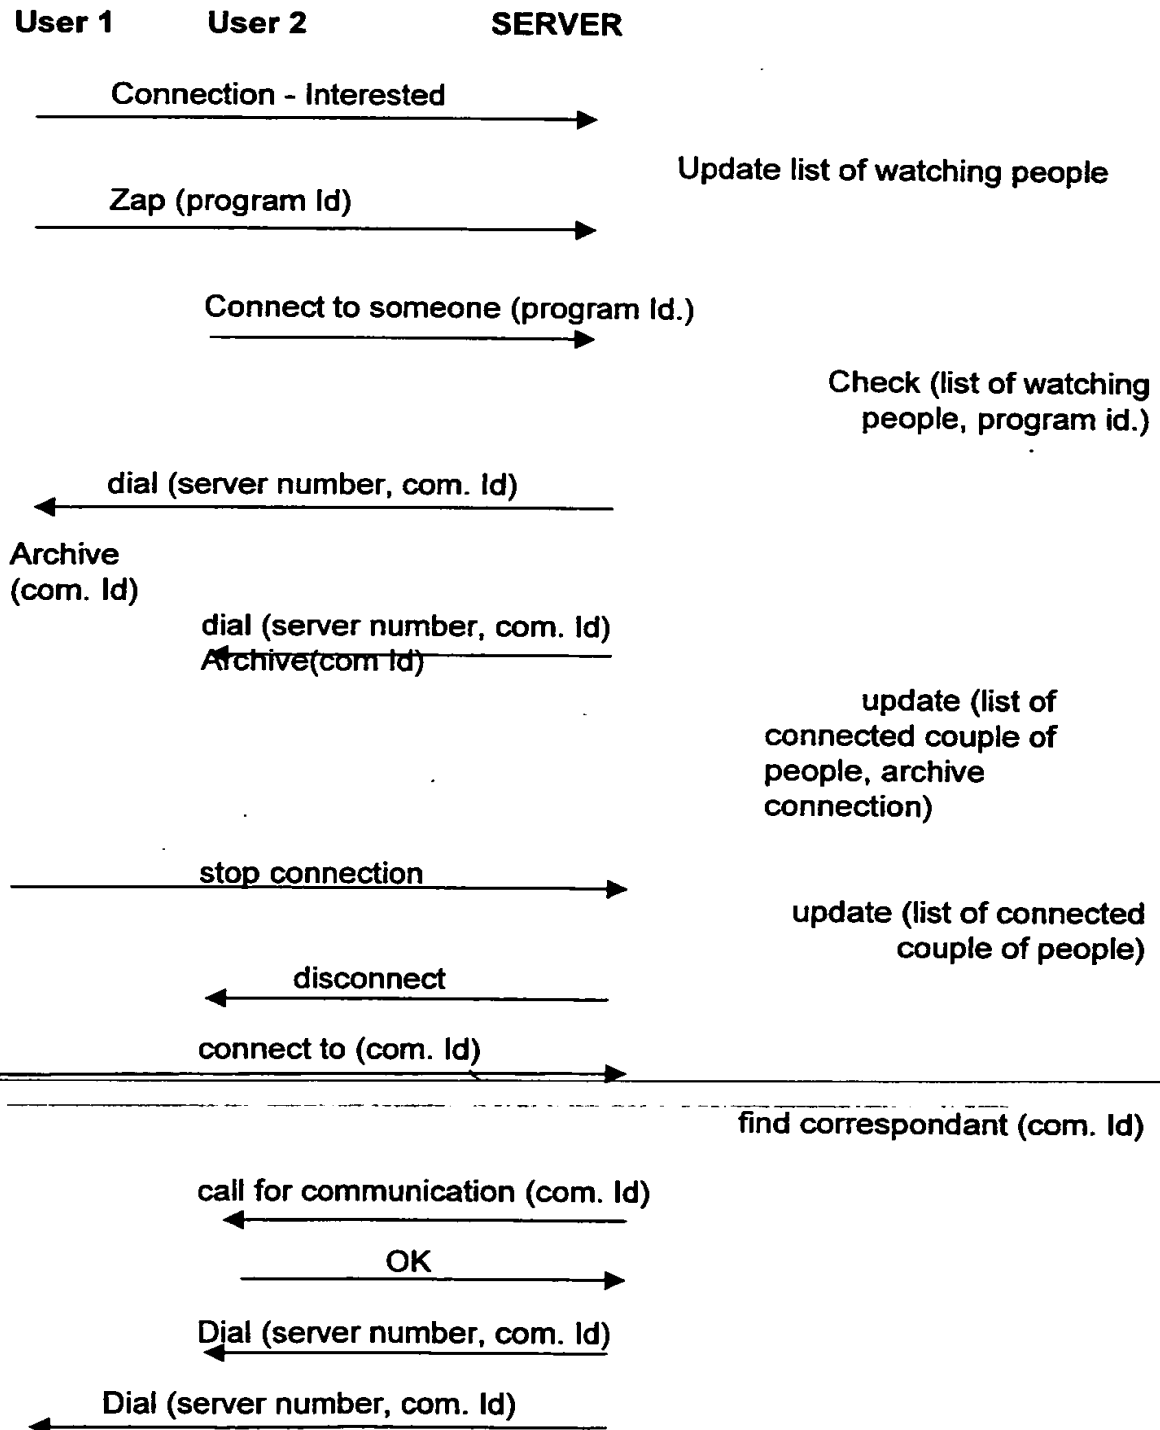 User 1 User 2 SERVER
Connection - Interested
Update list of watching people
Zap (program Id)
Connect to someone (program Id.)
Check (list of watching
people, program id.)
dial (server number, com. Id)
Archive
(com. Id)
dial (server number, com. Id)
Archive(com Id)
update (list of
connected couple of
people, archive
connection)
stop connection
update (list of connected
couple of people)
disconnect
connect to (com. Id)
find correspondant (com. Id)
call for communication (com. Id)
OK
Dial (server number, com. Id)
Dial (server number, com. Id)